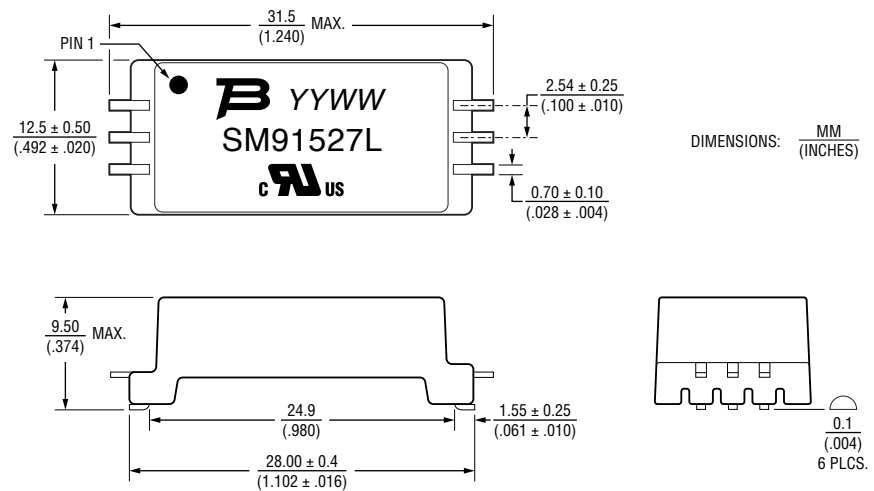 31.5
(1.240)
MAX.
PIN 1
12.5 ± 0.50
(.492 ± .020)
YYWW
SM91527L
C
US
2.54 ± 0.25
(.100 ± .010)
0.70 ± 0.10
(.028 ± .004)
DIMENSIONS:
MM
(INCHES)
9.50
(.374)
MAX.
24.9
(.980)
1.55 ± 0.25
(.061 ± .010)
28.00 ± 0.4
(1.102 ± .016)
0.1
(.004)
6 PLCS.